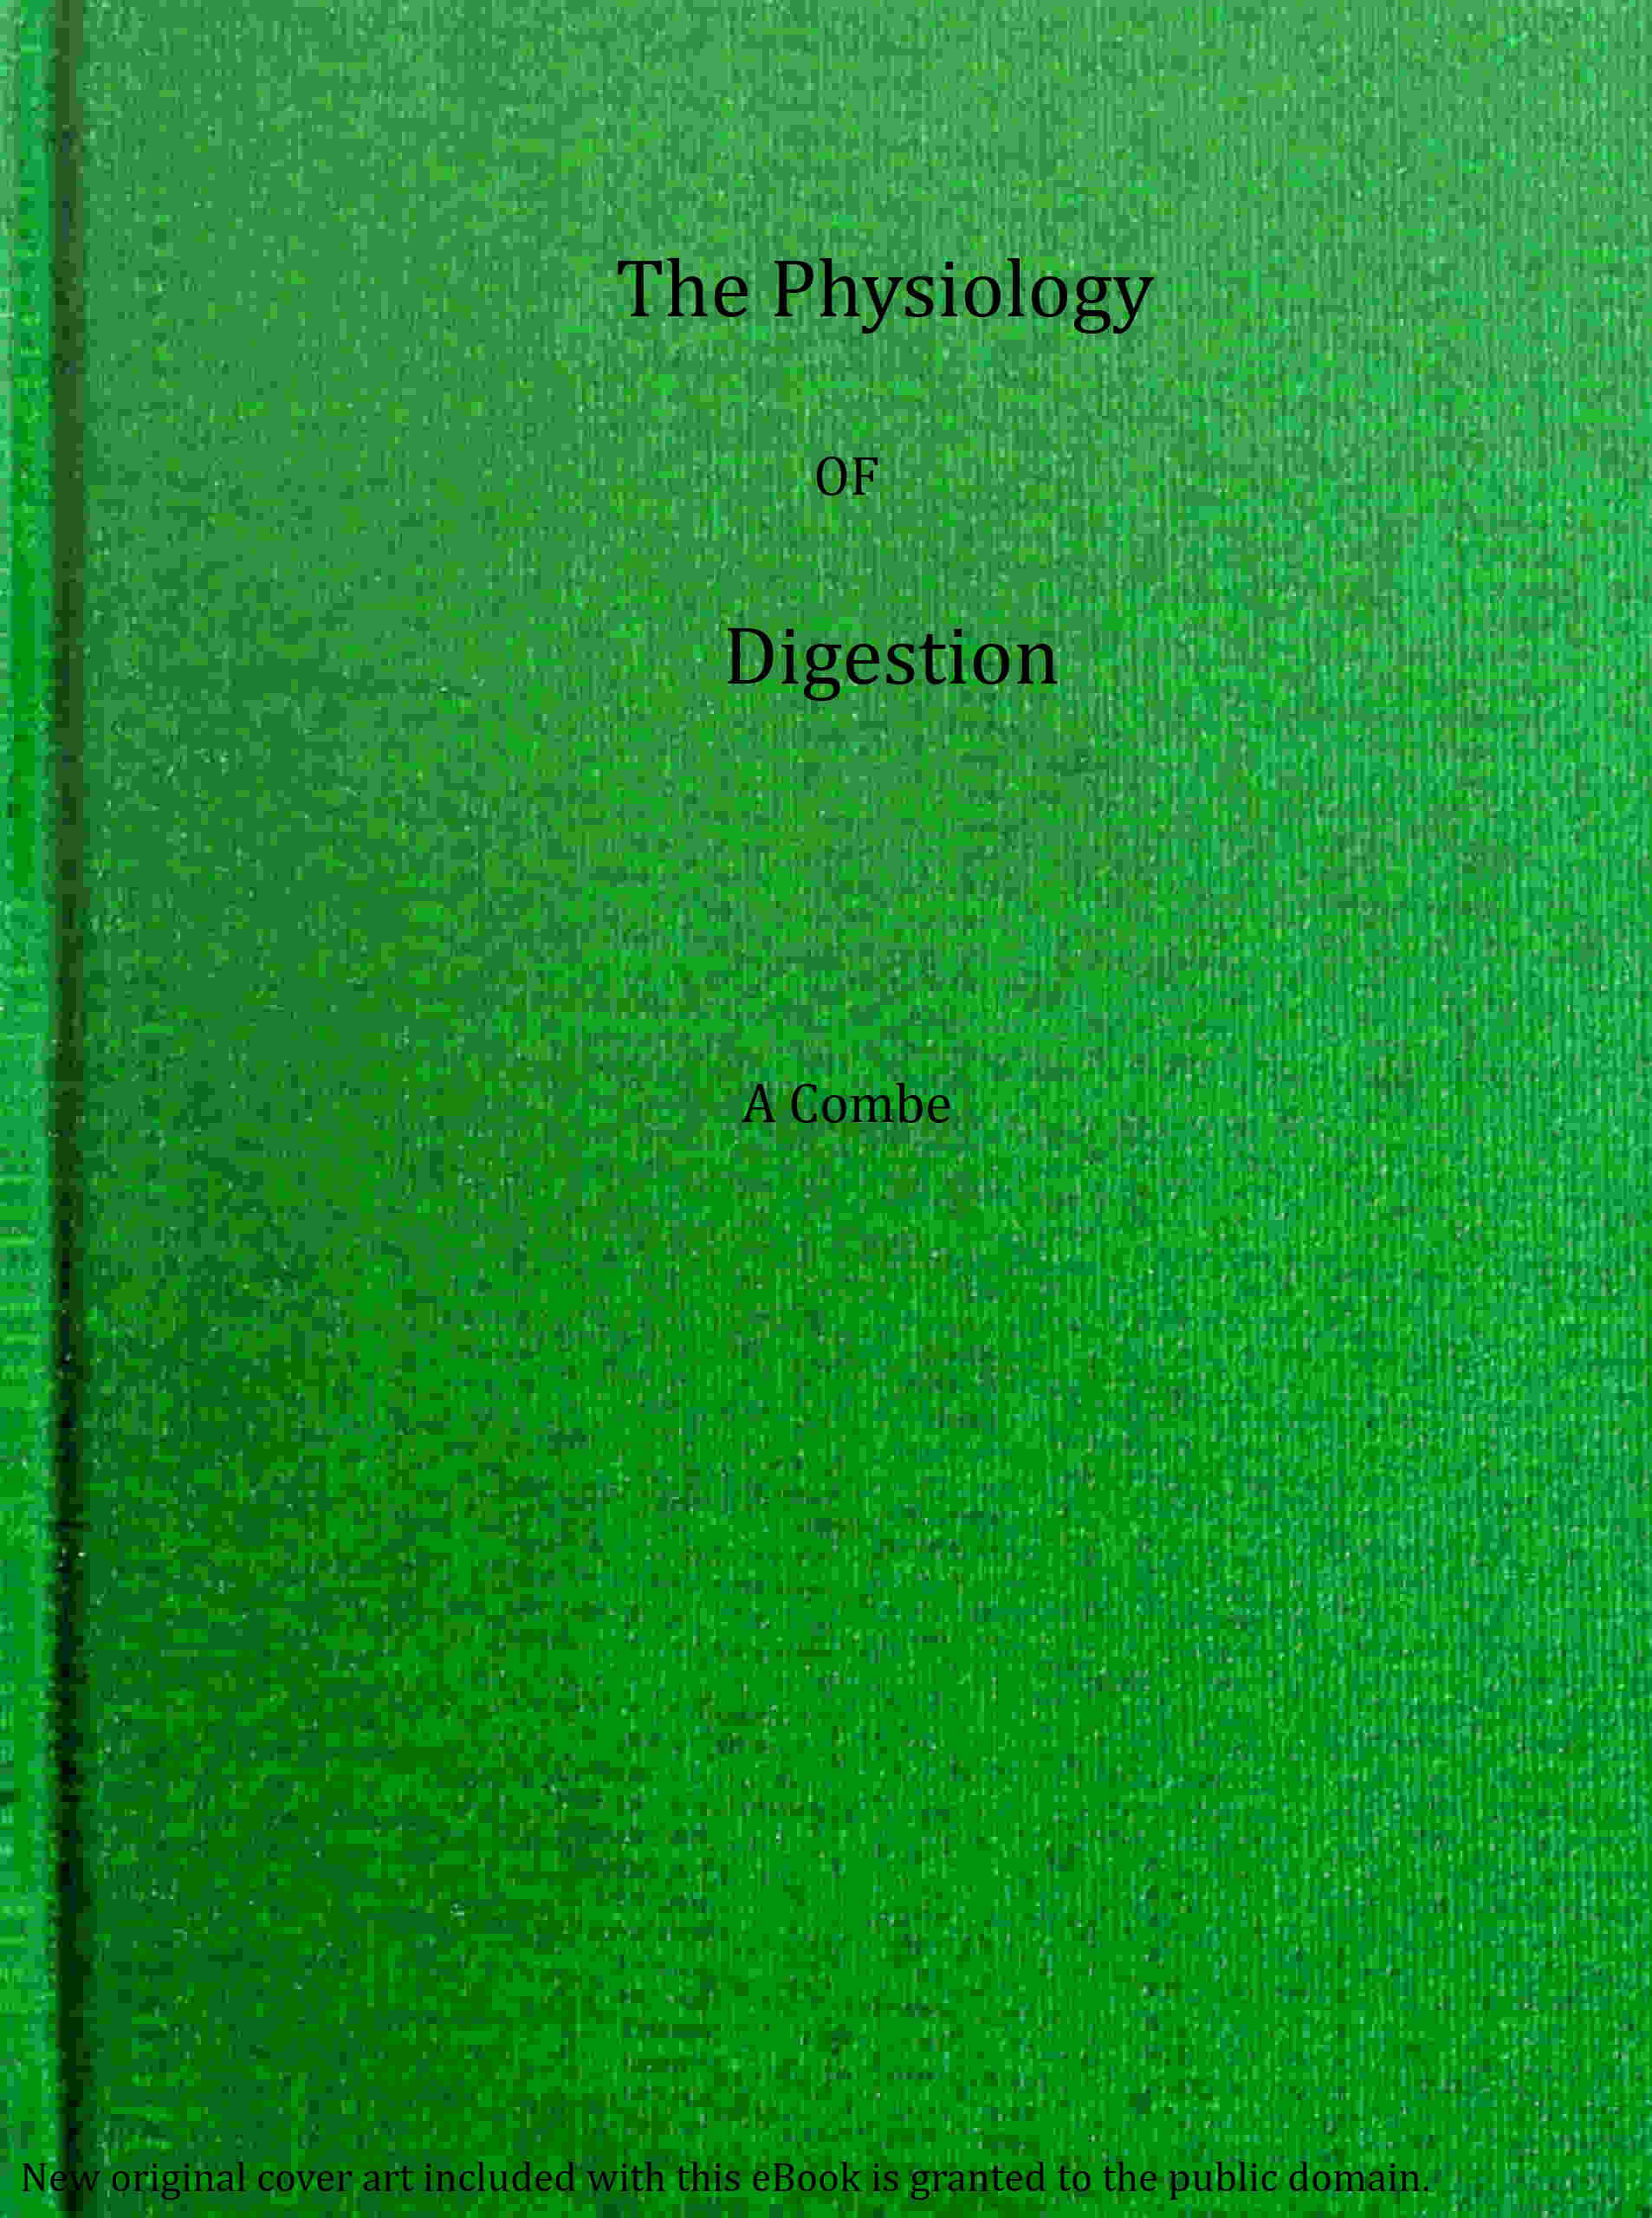 The Physiology
OF
Digestion
A Combe
New original cover art included with this eBook is granted to the public domain.